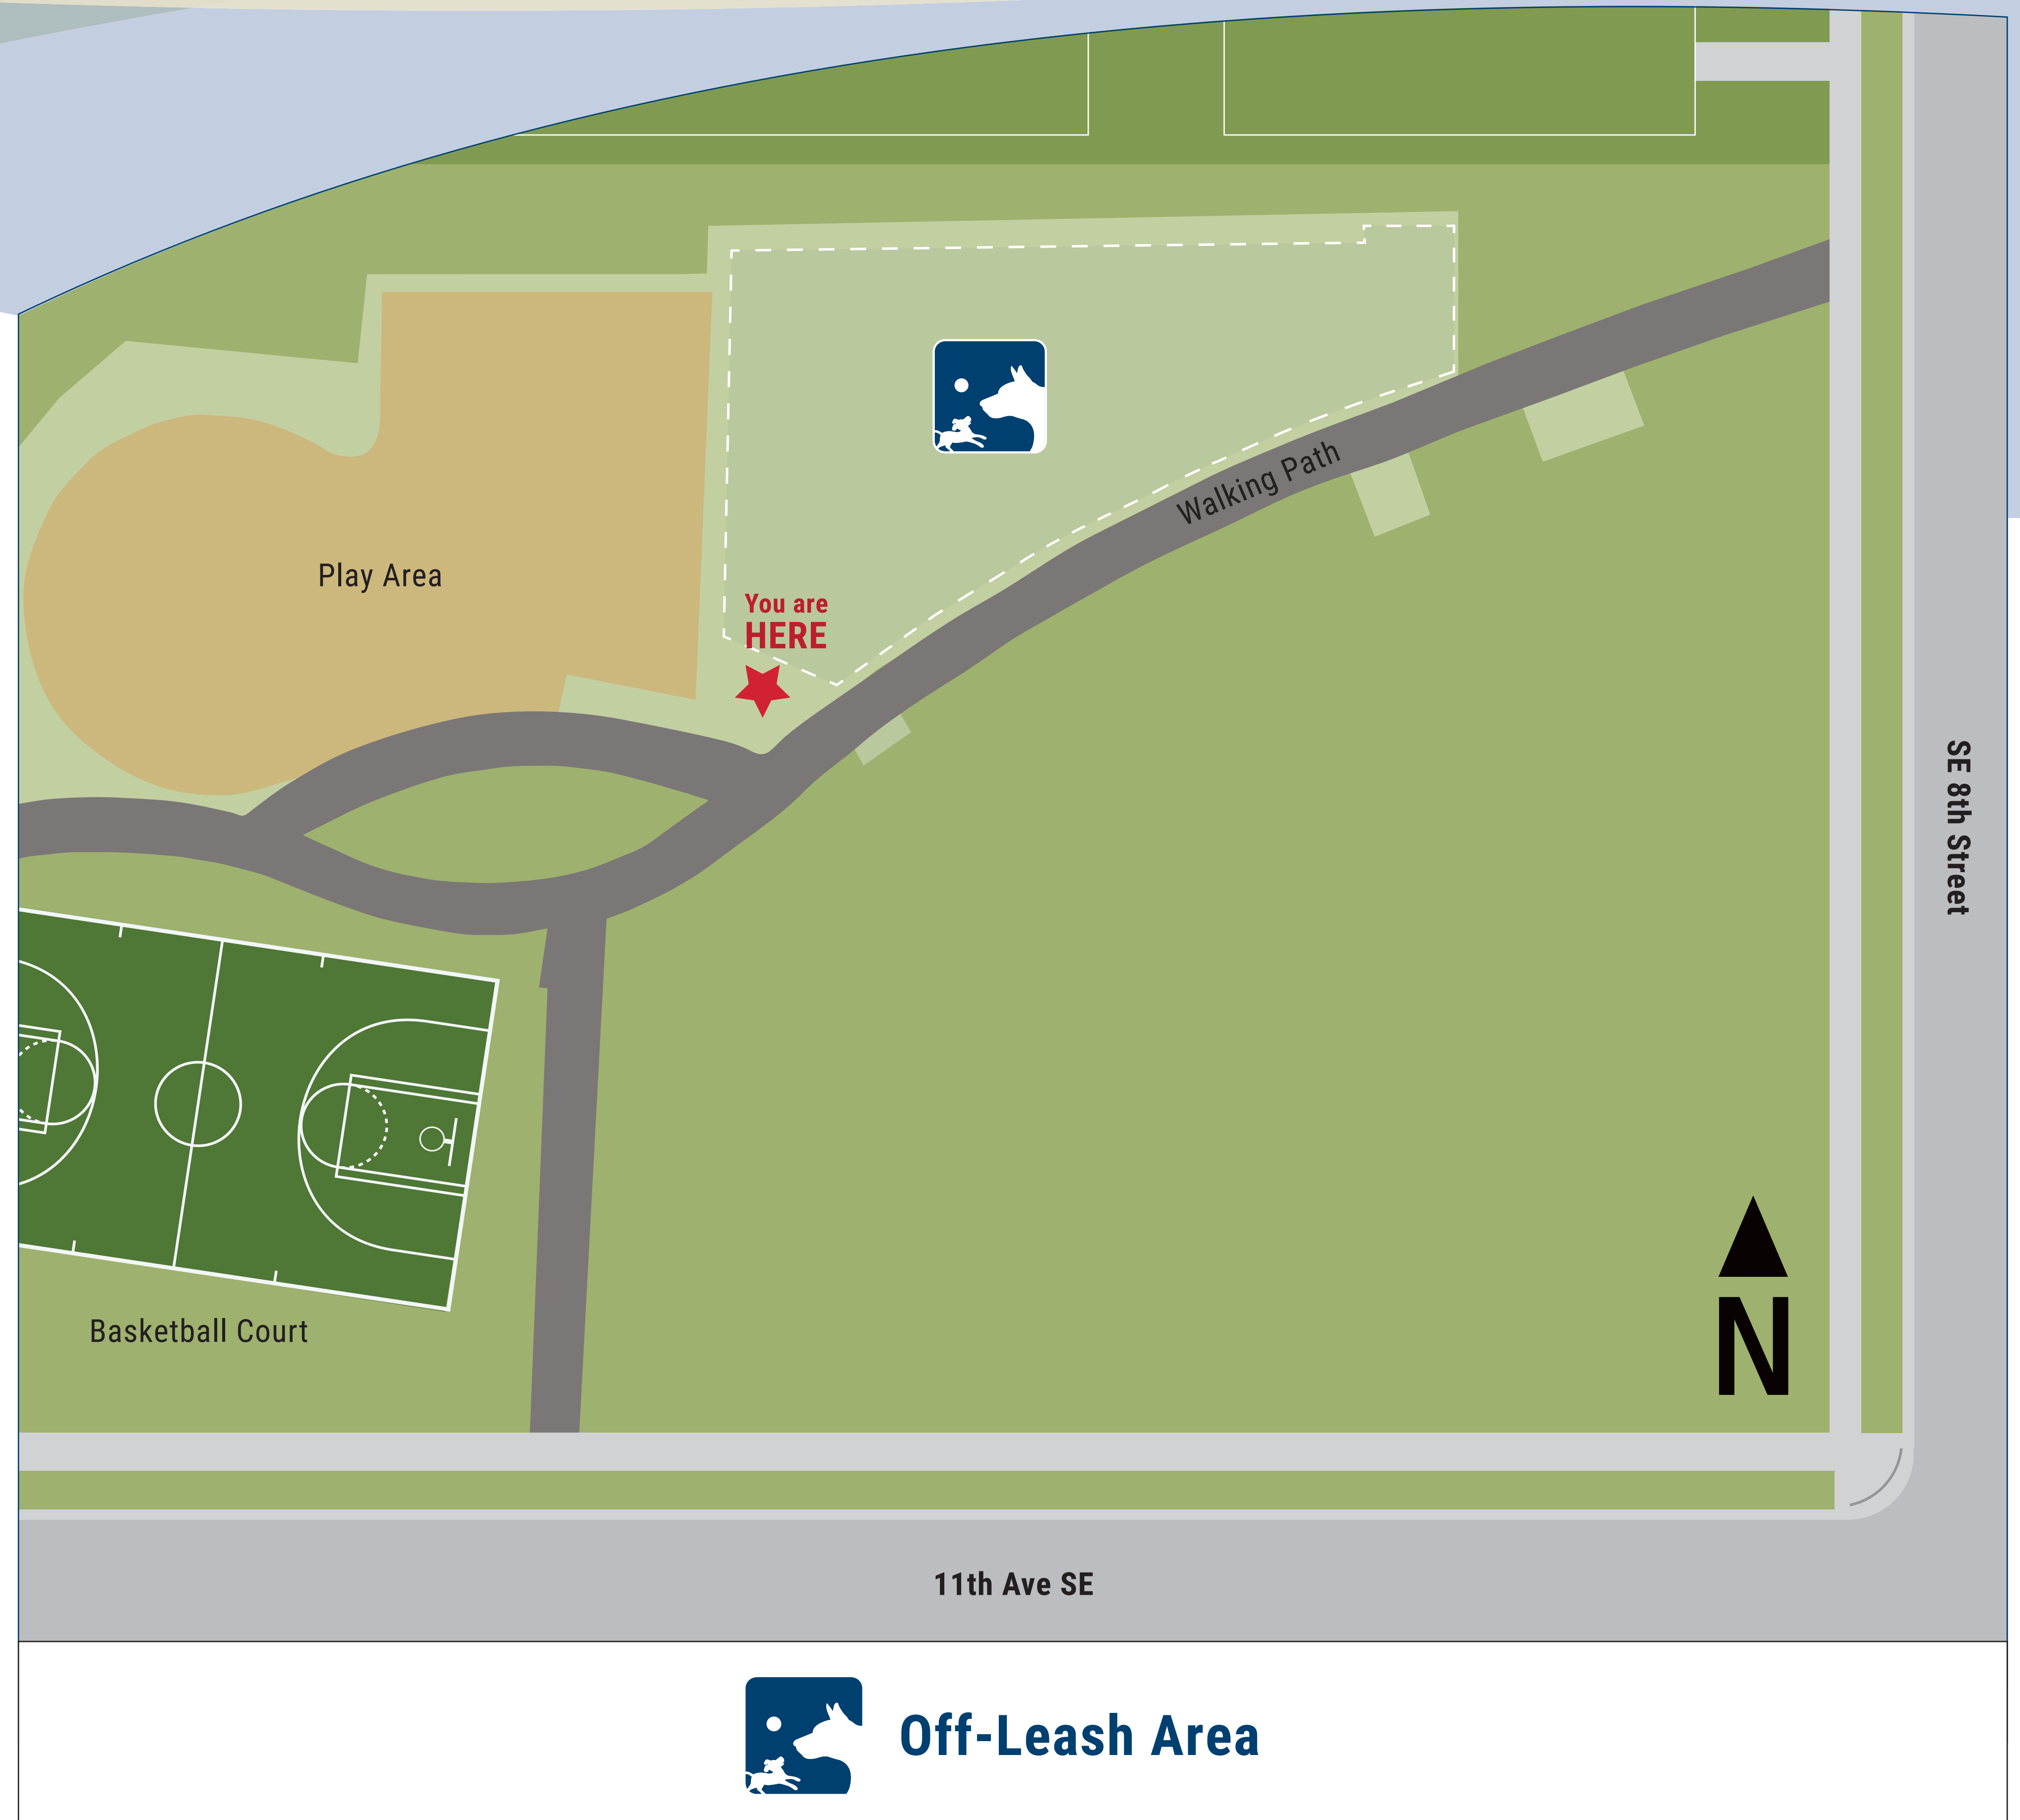 Walking Path
Play Area
You are
HERE
SE 8th Street
Basketball Court
N
11th Ave SE
Off-Leash Area